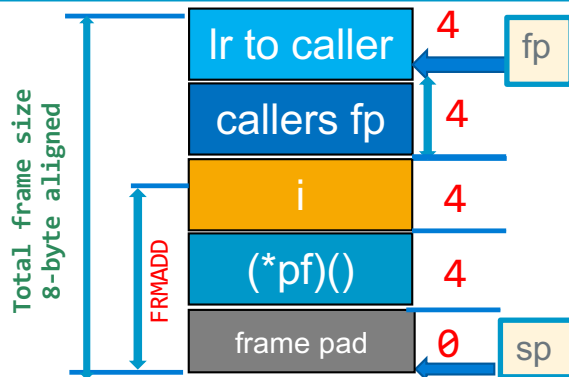 lr to caller
4
fp
callers fp
4
i
4
(*pf)()
4
frame pad
0
sp
Total frame size
8-byte aligned
FRMADD